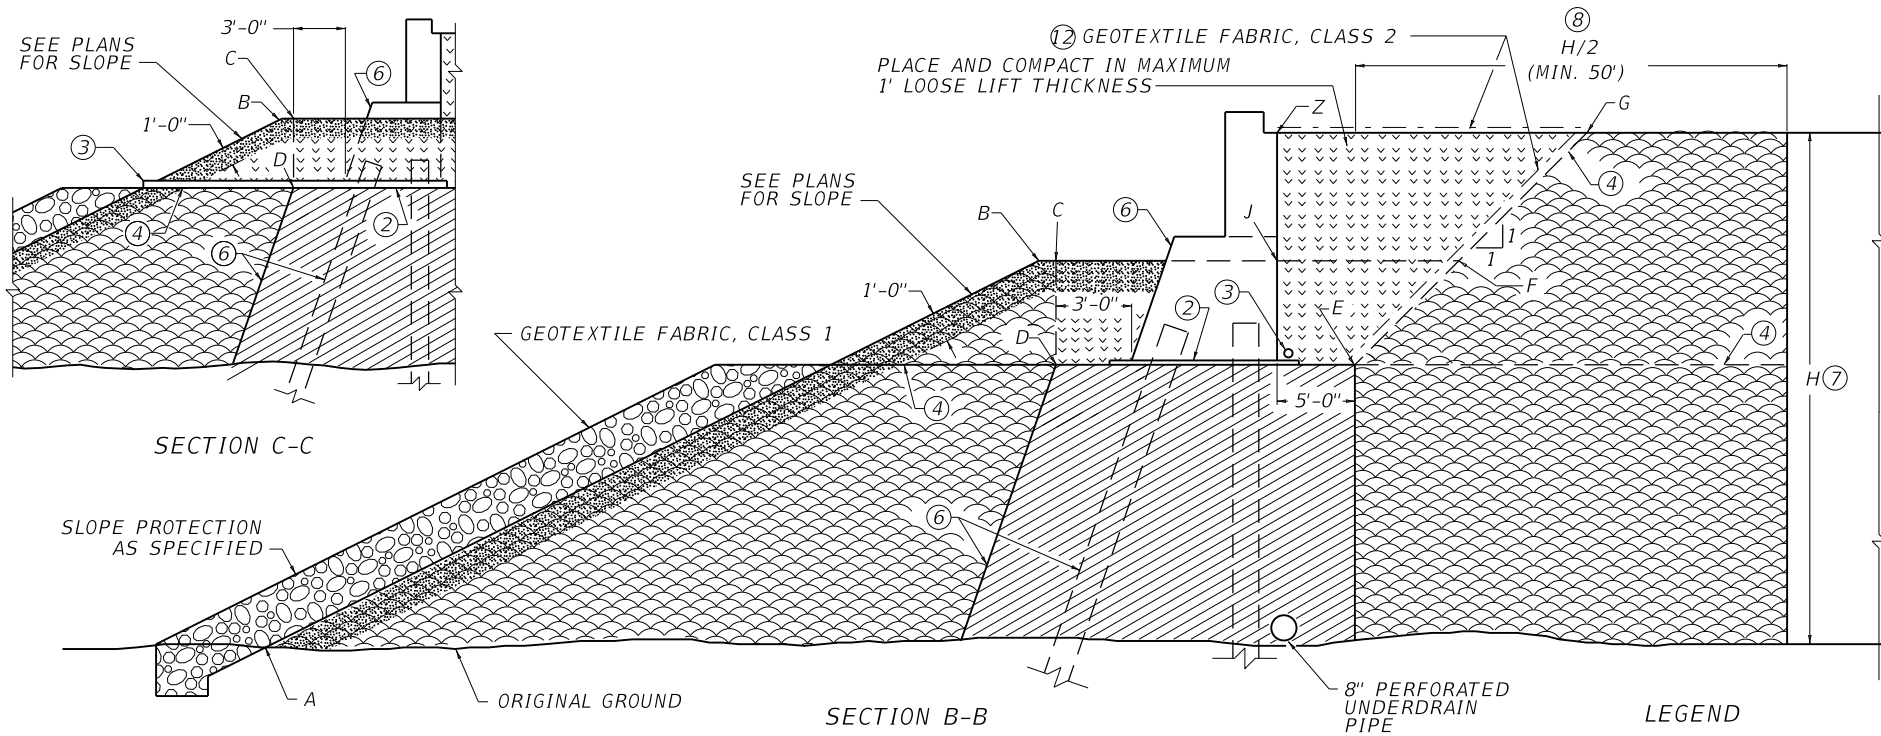 3'-0"
SEE PLANS
FOR SLOPE
C
6
B
1'-0"
3
D
4
2
6
SECTION C-C
12 GEOTEXTILE FABRIC, CLASS 2
8
H/2
(MIN. 50')
PLACE AND COMPACT IN MAXIMUM
1' LOOSE LIFT THICKNESS
Z
G
4
SEE PLANS
FOR SLOPE
B
C
6
J
1
1
F
1'-0"
3'-0"
2
3
E
D
4
GEOTEXTILE FABRIC, CLASS 1
4
5'-0"
H 7
SLOPE PROTECTION
AS SPECIFIED
6
A
ORIGINAL GROUND
SECTION B-B
8" PERFORATED
UNDERDRAIN
PIPE
LEGEND